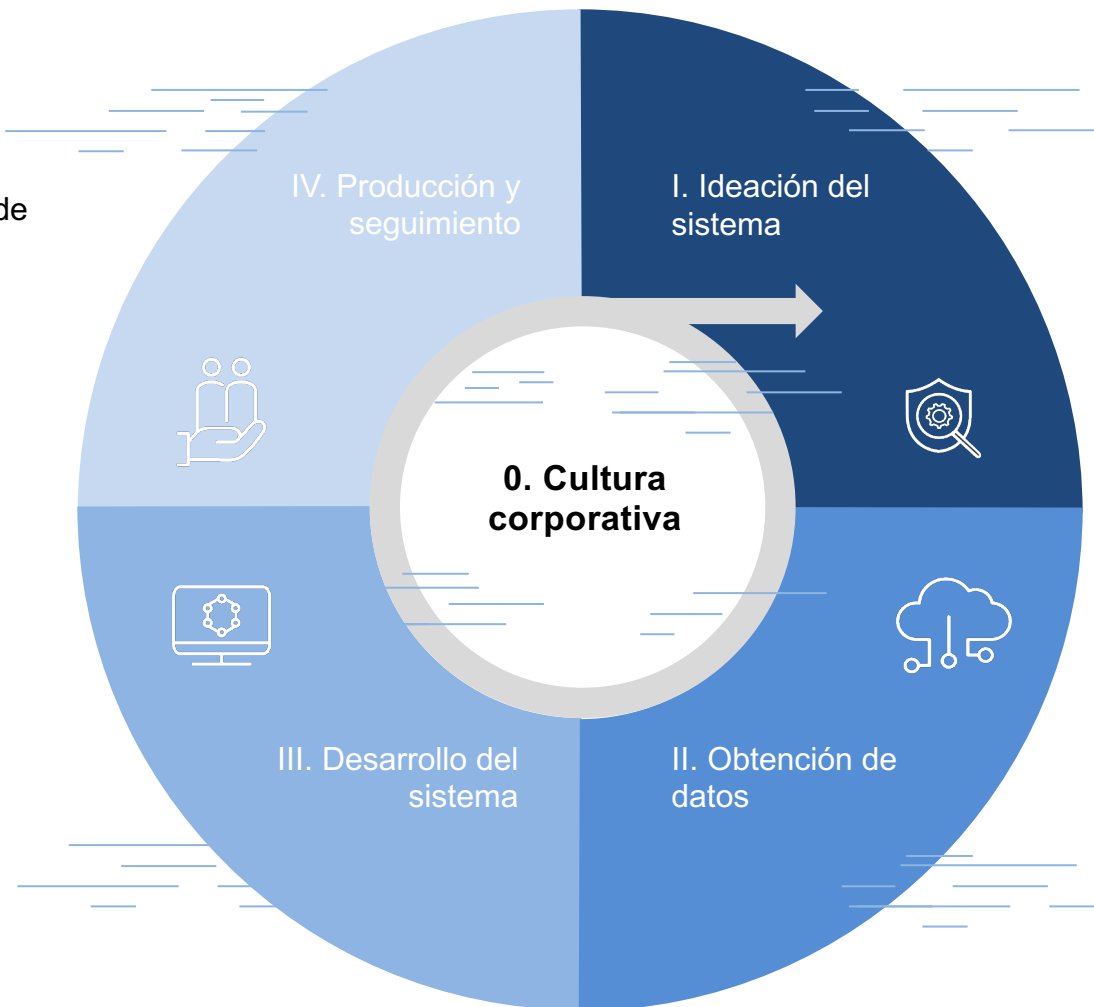 de
IV. Producción y
seguimiento
I. Ideación del
sistema
0. Cultura
corporativa
III. Desarrollo del
sistema
II. Obtención de
datos